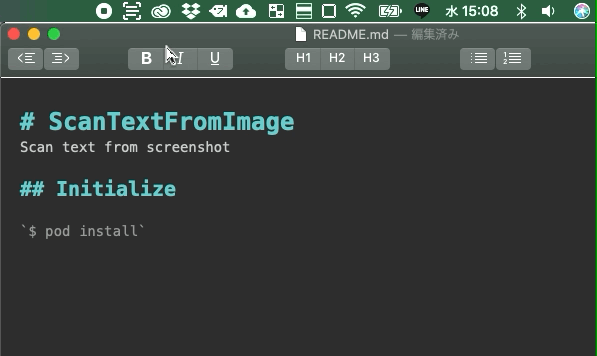 LINE 水 15:08
README.md — 編集済み
B I U H1 H2 H3
# ScanTextFromImage
Scan text from screenshot
## Initialize
`$ pod install`